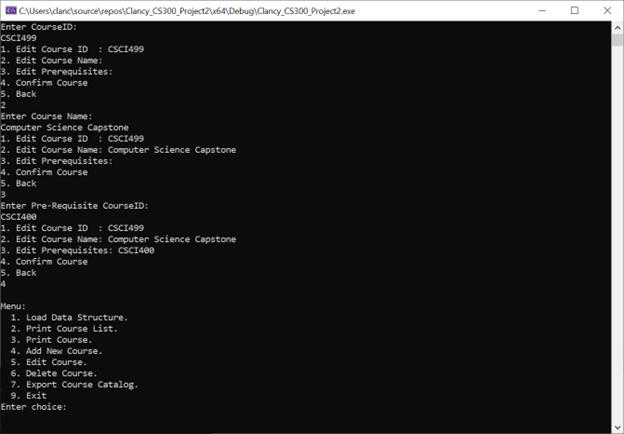 C:\Users\clanc\source\repos\Clancy_CS300_Project2\x64\Debug\Clancy_CS300_Project2.exe
Enter CourseID:
CSCI499
1. Edit Course ID  : CSCI499
2. Edit Course Name:
3. Edit Prerequisites:
4. Confirm Course
5. Back
2
Enter Course Name:
Computer Science Capstone
1. Edit Course ID  : CSCI499
2. Edit Course Name: Computer Science Capstone
3. Edit Prerequisites:
4. Confirm Course
5. Back
3
Enter Pre-Requisite CourseID:
CSCI400
1. Edit Course ID  : CSCI499
2. Edit Course Name: Computer Science Capstone
3. Edit Prerequisites: CSCI400
4. Confirm Course
5. Back
4
Menu:
1. Load Data Structure.
2. Print Course List.
3. Print Course.
4. Add New Course.
5. Edit Course.
6. Delete Course.
7. Export Course Catalog.
9. Exit
Enter choice: